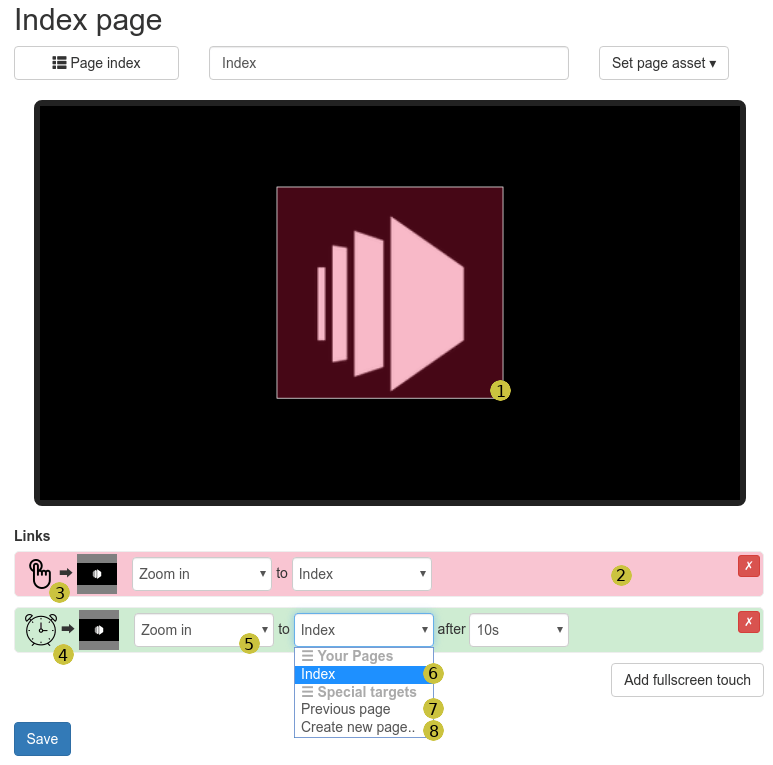 Index page
Page index
Index
Set page asset ▾
1
Links
Zoom in
to
Index
2
✗
3
Zoom in
to
Index
after
10s
✗
4
5
☰ Your Pages
Index
6
☰ Special targets
Previous page
7
Create new page..
8
Add fullscreen touch
Save